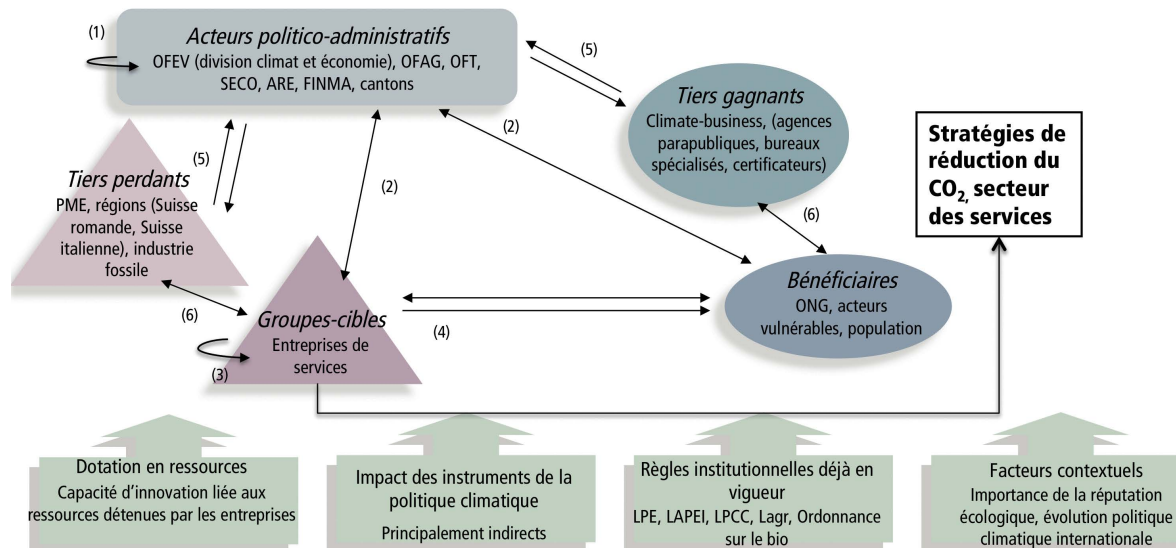 (1)
Acteurs politico-administratifs
OFEV (division climat et économie), OFAG, OFT,
SECO, ARE, FINMA, cantons
(5)
Tiers gagnants
Climate-business, (agences
parapubliques, bureaux
spécialisés, certificateurs)
(2)
Stratégies de
réduction du
CO2, secteur
des services
(5)
Tiers perdants
PME, régions (Suisse
romande, Suisse
italienne), industrie
fossile
(2)
(6)
Bénéficiaires
ONG, acteurs
vulnérables, population
(6)
Groupes-cibles
Entreprises de
services
(3)
(4)
Dotation en ressources
Capacité d’innovation liée aux
ressources détenues par les entreprises
Impact des instruments de la
politique climatique
Principalement indirects
Règles institutionnelles déjà en
vigueur
LPE, LAPEI, LPCC, Lagr, Ordonnance
sur le bio
Facteurs contextuels
Importance de la réputation
écologique, évolution politique
climatique internationale